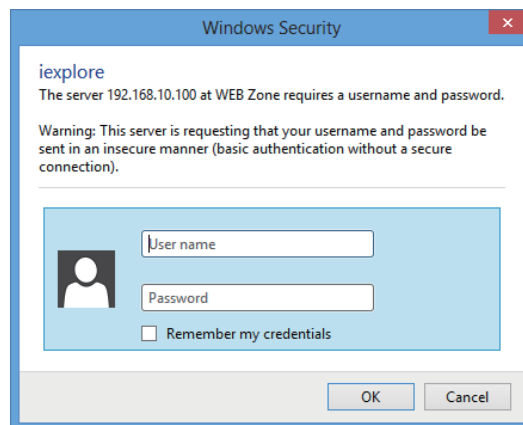 Windows Security
iexplore
The server 192.168.10.100 at WEB Zone requires a username and password.
Warning: This server is requesting that your username and password be
sent in an insecure manner (basic authentication without a secure
connection).
User name
Password
Remember my credentials
OK Cancel